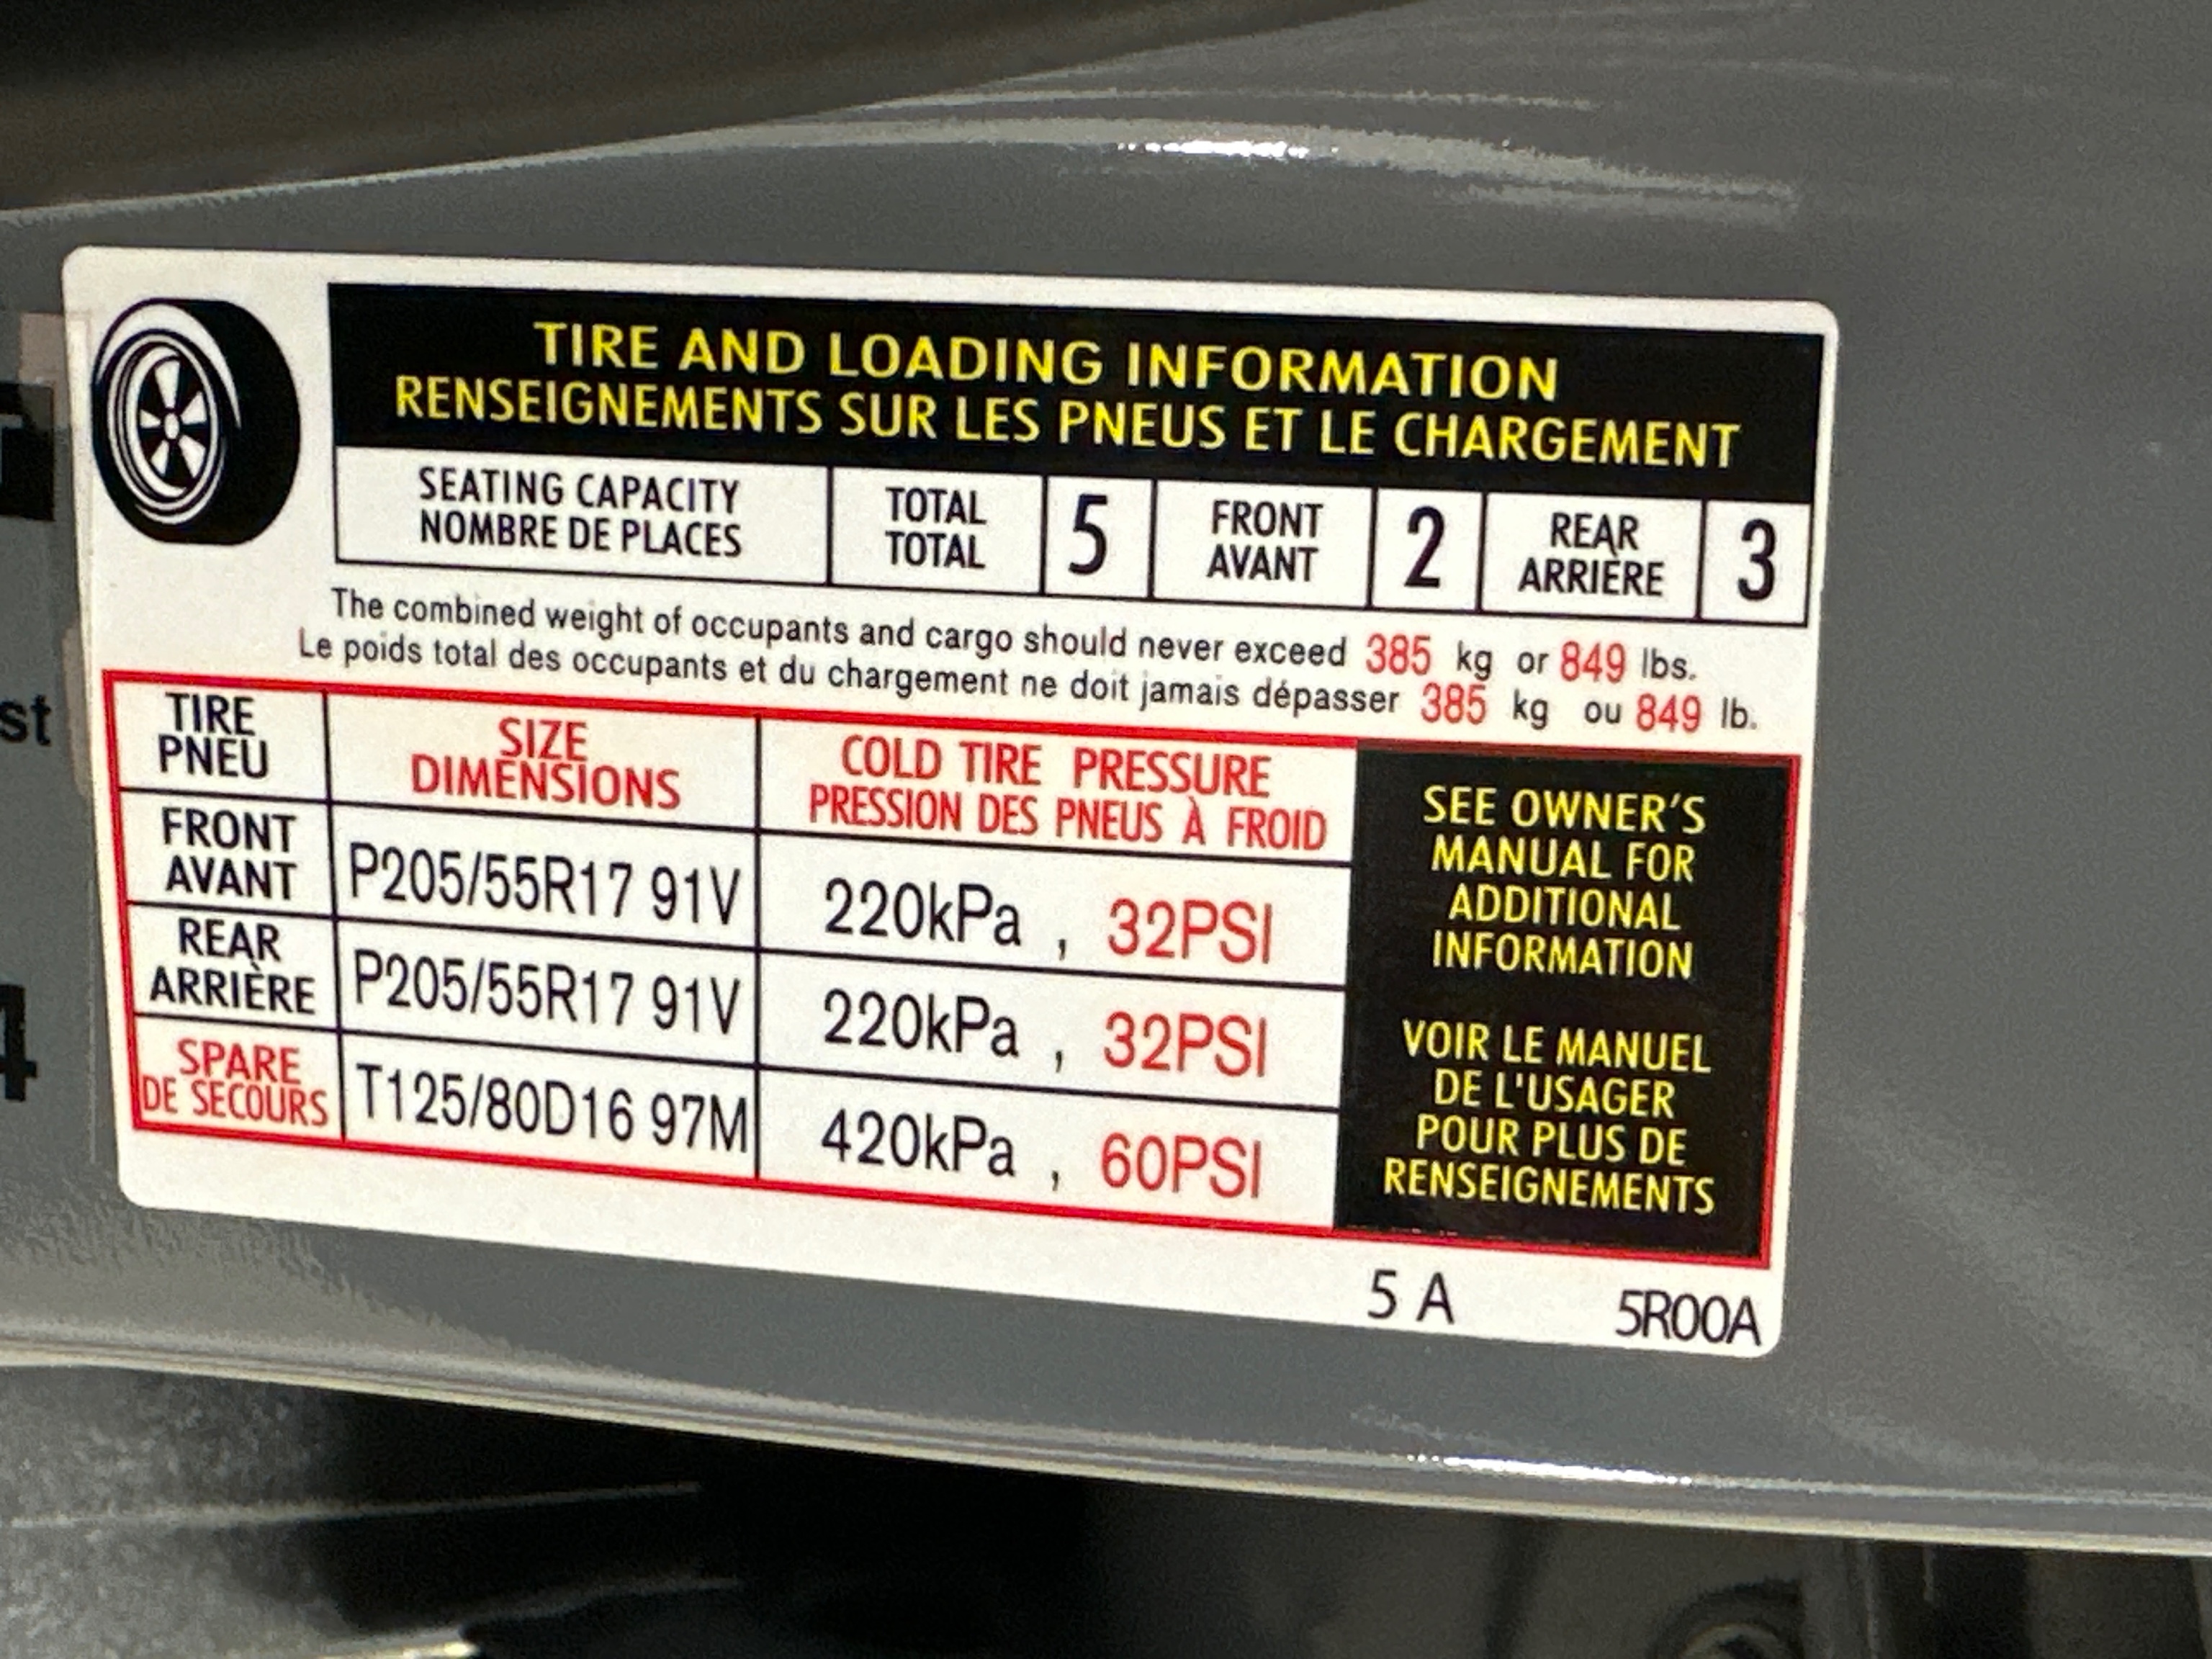 TIRE AND LOADING INFORMATION
RENSEIGNEMENTS SUR LES PNEUS ET LE CHARGEMENT
SEATING CAPACITY
NOMBRE DE PLACES
TOTAL
TOTAL
5
FRONT
AVANT
2
REAR
ARRIÈRE
3
The combined weight of occupants and cargo should never exceed 385 kg or 849 lbs.
Le poids total des occupants et du chargement ne doit jamais dépasser 385 kg ou 849 lb.
TIRE
PNEU
SIZE
DIMENSIONS
COLD TIRE PRESSURE
PRESSION DES PNEUS À FROID
FRONT
AVANT
P205/55R17 91V
220kPa , 32PSI
REAR
ARRIÈRE
P205/55R17 91V
220kPa , 32PSI
SPARE
DE SECOURS
T125/80D16 97M
420kPa , 60PSI
SEE OWNER'S
MANUAL FOR
ADDITIONAL
INFORMATION
VOIR LE MANUEL
DE L'USAGER
POUR PLUS DE
RENSEIGNEMENTS
5 A 5R00A
st
4